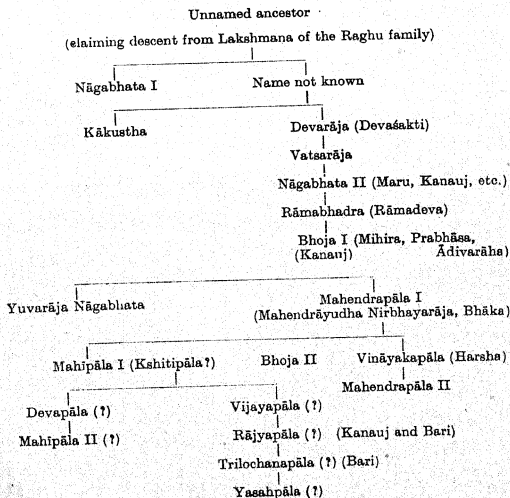 Unnamed ancestor
(claiming descent from Lakshmana of the Raghu family)
Nāgabhata I Name not known
Kākustha Devarāja (Devaśakti)
Vatsarāja
Nāgabhata II (Maru, Kanauj, etc.)
Rāmabhadra (Rāmadeva)
Bhoja I (Mihira, Prabhāsa,
(Kanauj) Ādivarāha)
Yuvarāja Nāgabhata Mahendrapāla I
(Mahendrāyudha Nirbhayarāja, Bhāka)
Mahīpāla I (Kshitipāla?) Bhoja II Vināyakapāla (Harsha)
Mahendrapāla II
Devapāla (?) Vijayapāla (?)
Mahīpāla II (?) Rājyapāla (?) (Kanauj and Bari)
Trilochanapāla (?) (Bari)
Yasahpāla (?)